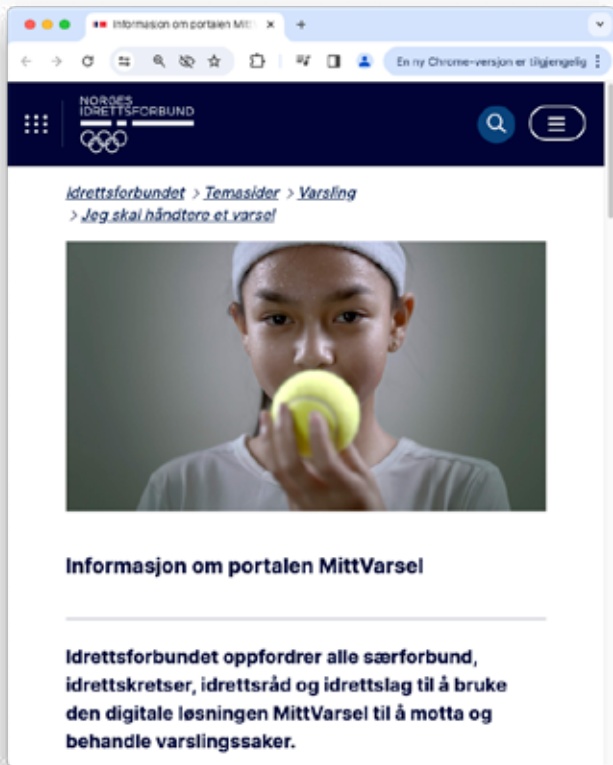 Informasjon om portalen Mitt
En ny Chrome-versjon er tilgjengelig
NORGES
IDRETTSFORBUND
Idrettsforbundet > Temasider > Varsling
> Jeg skal håndtere et varsel
Informasjon om portalen MittVarsel
Idrettsforbundet oppfordrer alle særforbund,
idrettskretser, idrettsråd og idrettslag til å bruke
den digitale løsningen MittVarsel til å motta og
behandle varslingssaker.